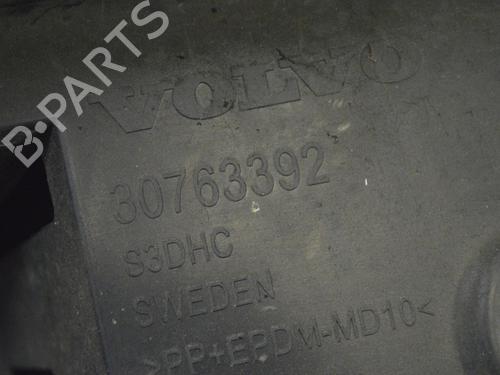 B-PARTS
VOLVO
30763392
S3DHC
SWEDEN
>PP+EPDM-MD10<